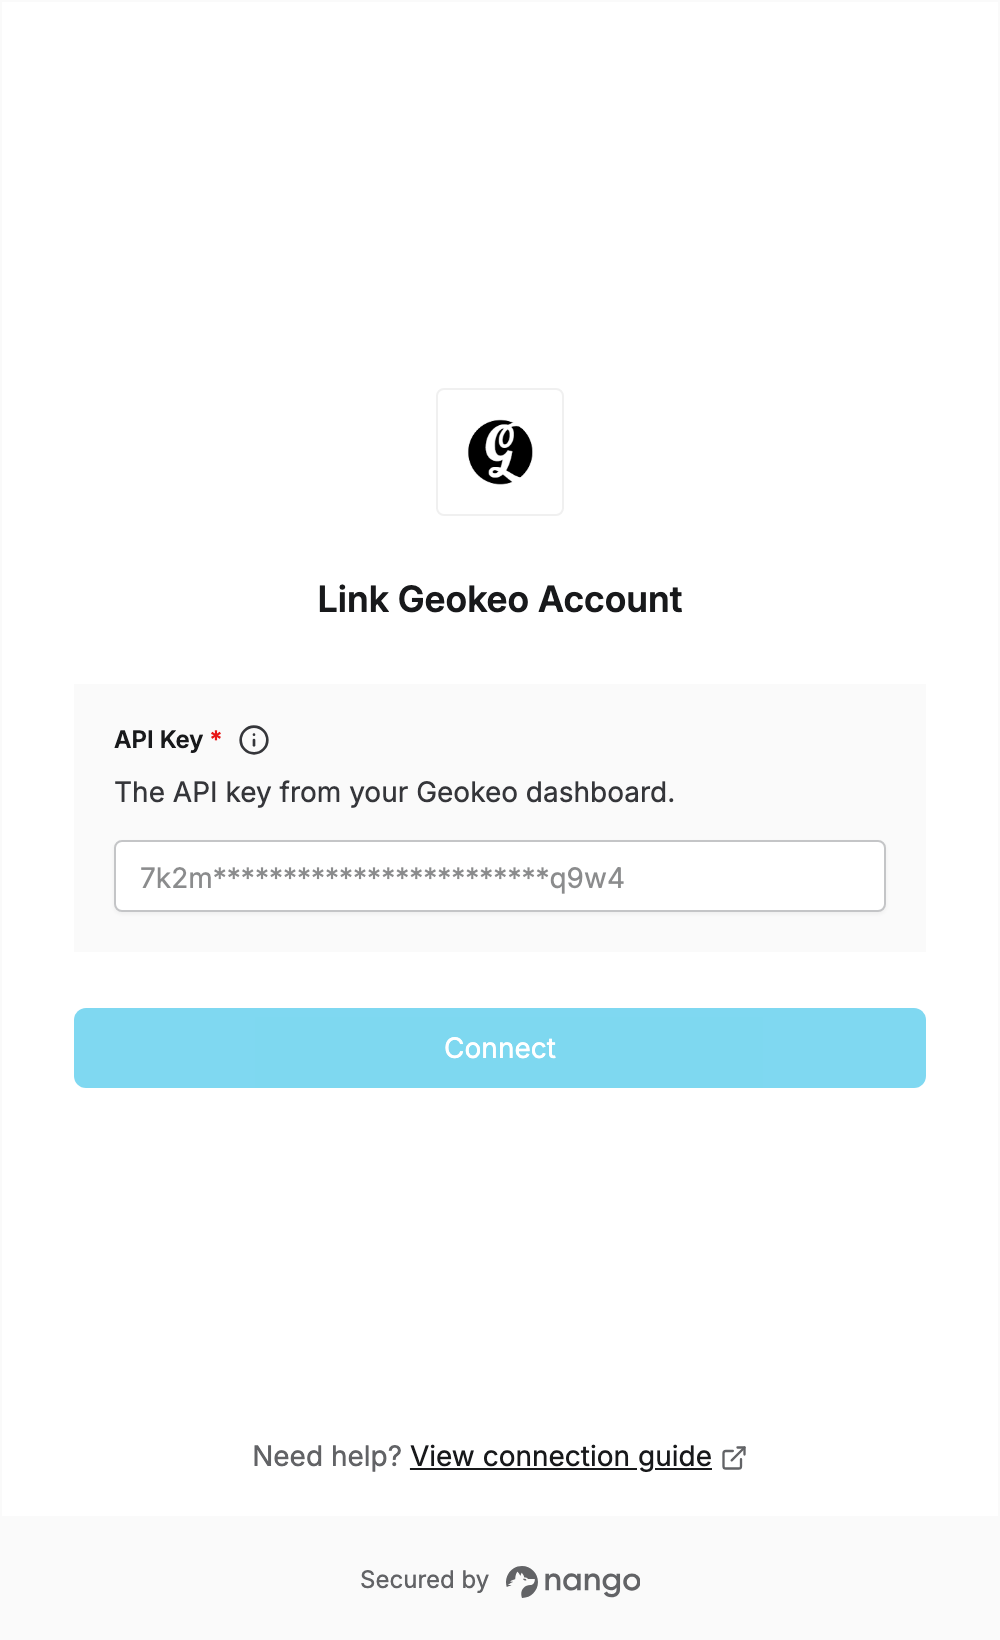 Link Geokeo Account
API Key *
The API key from your Geokeo dashboard.
7k2m************************q9w4
Connect
Need help? View connection guide
Secured by nango